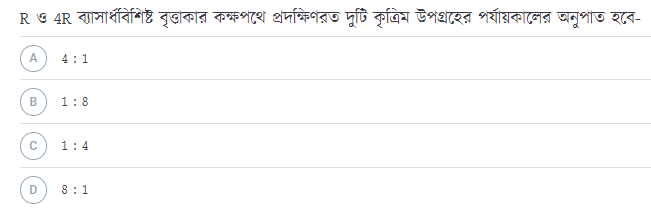 R ও 4R ব্যাসার্ধবিশিষ্ট বৃত্তাকার কক্ষপথে প্রদক্ষিণরত দুটি কৃত্রিম উপগ্রহের পর্যায়কালের অনুপাত হবে-
A 4 : 1
B 1 : 8
C 1 : 4
D 8 : 1